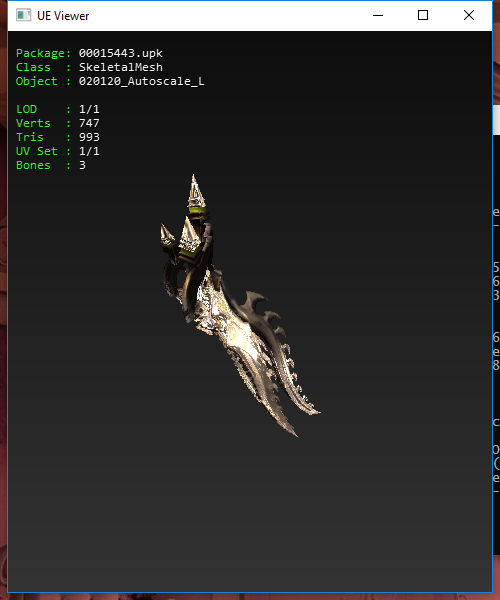 UE Viewer
Package: 00015443.upk
Class : SkeletalMesh
Object : 020120_Autoscale_L
LOD : 1/1
Verts : 747
Tris : 993
UV Set : 1/1
Bones : 3
e
-
5
6
3
6
e
8
c
(
e
-